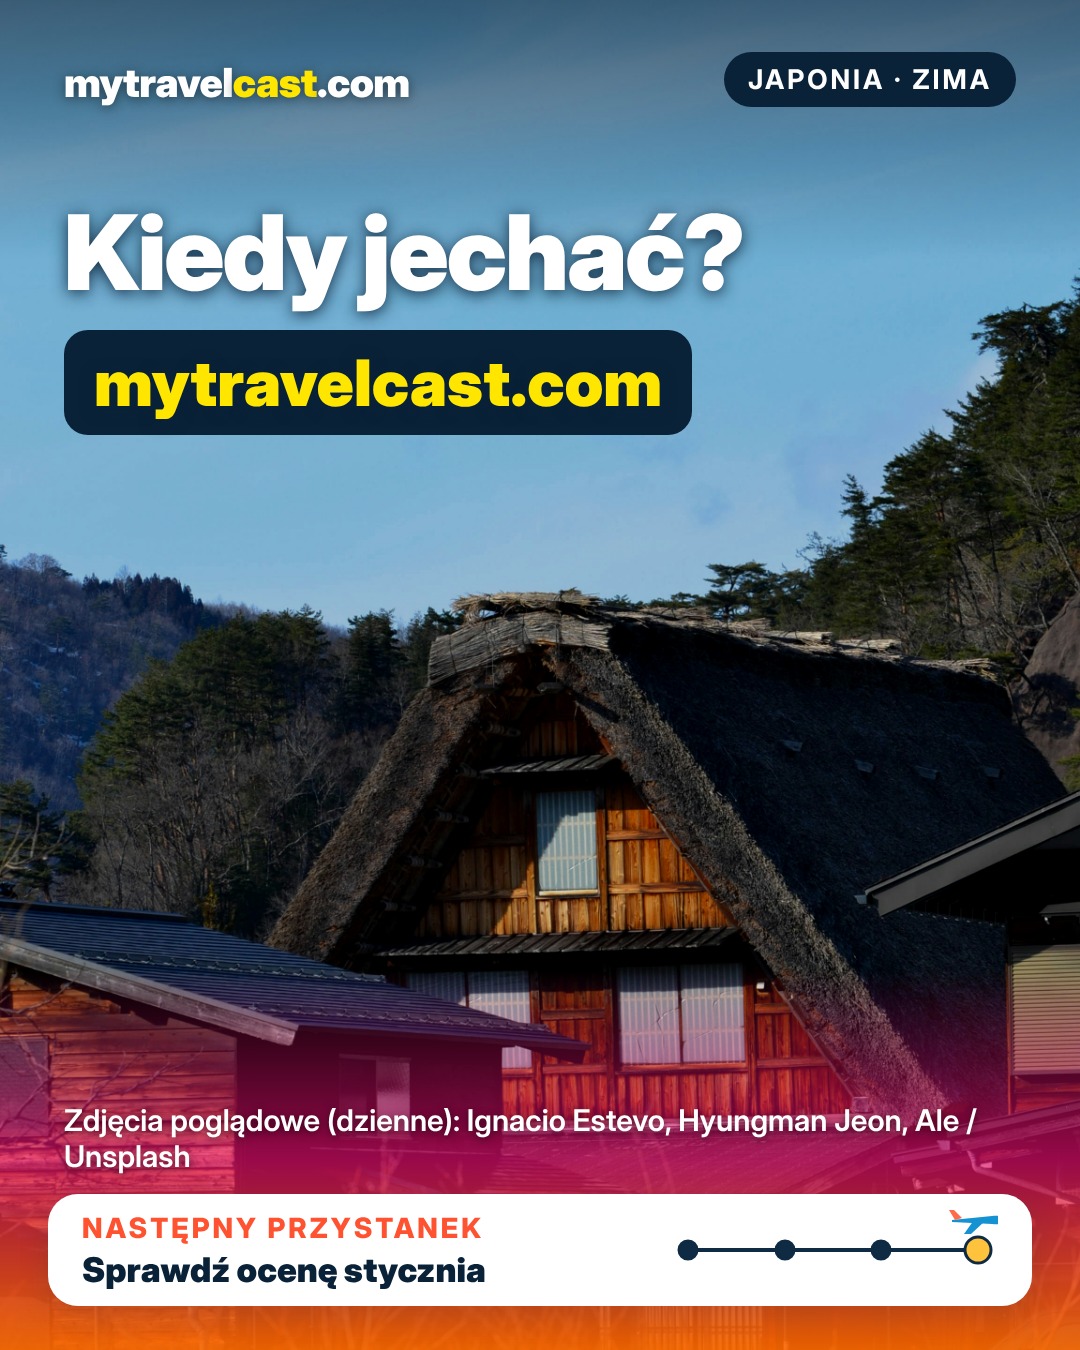 mytravelcast.com
JAPONIA · ZIMA
Kiedy jechać?
mytravelcast.com
Zdjęcia poglądowe (dzienne): Ignacio Estevo, Hyungman Jeon, Ale /
Unsplash
NASTĘPNY PRZYSTANEK
Sprawdź ocenę stycznia